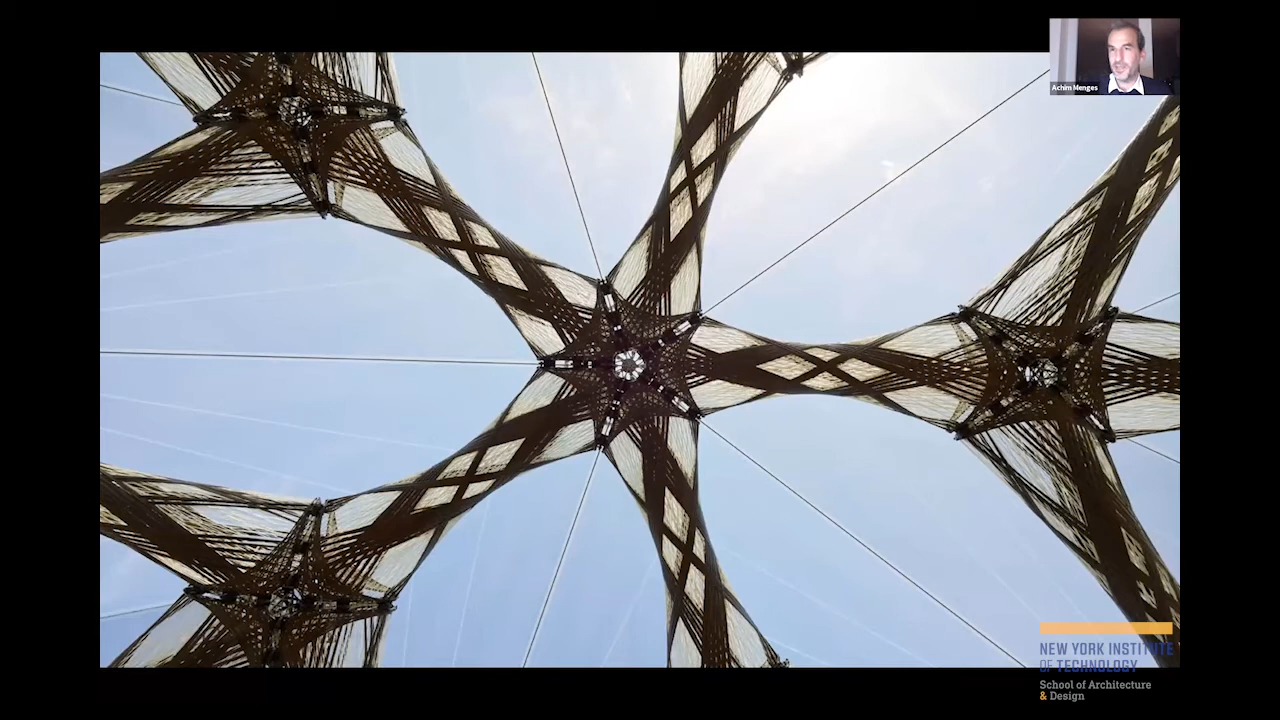 Achim Menges
NEW YORK INSTITUTE
OF TECHNOLOGY
School of Architecture
& Design